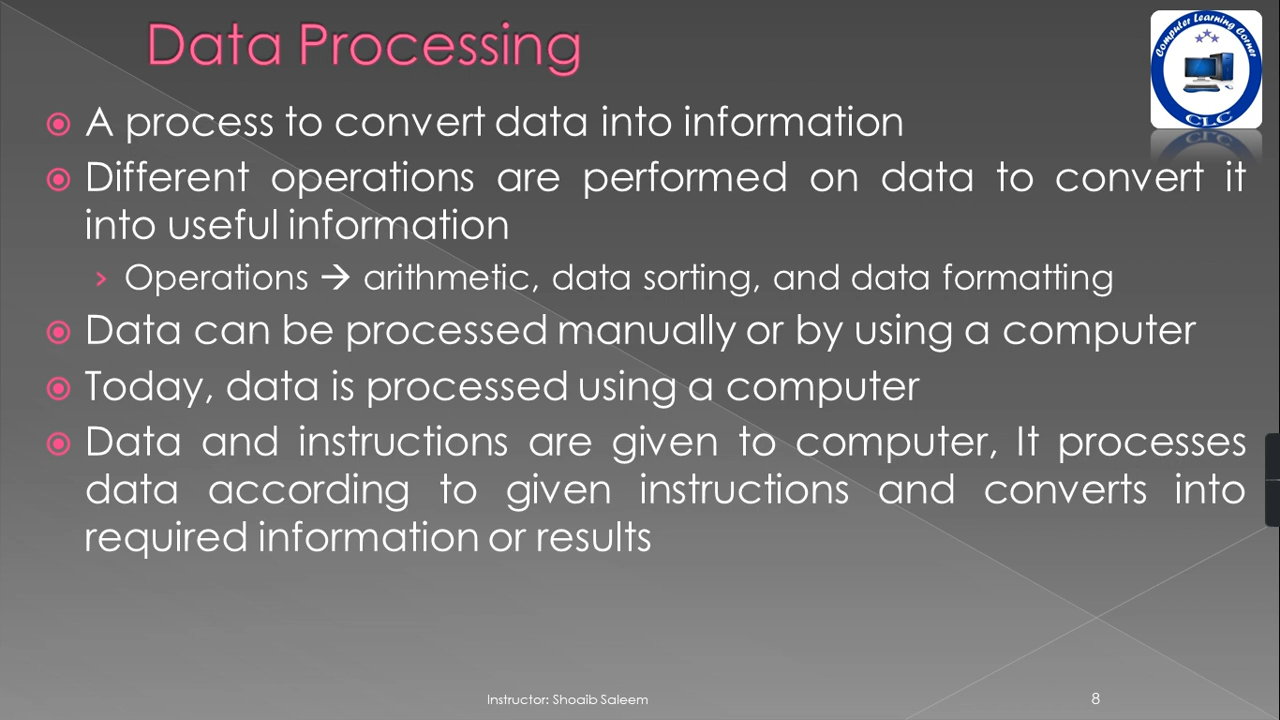 Data Processing
Computer Learning Corner
CLC
A process to convert data into information
Different operations are performed on data to convert it
into useful information
Operations → arithmetic, data sorting, and data formatting
Data can be processed manually or by using a computer
Today, data is processed using a computer
Data and instructions are given to computer, It processes
data according to given instructions and converts into
required information or results
Instructor: Shoaib Saleem
8